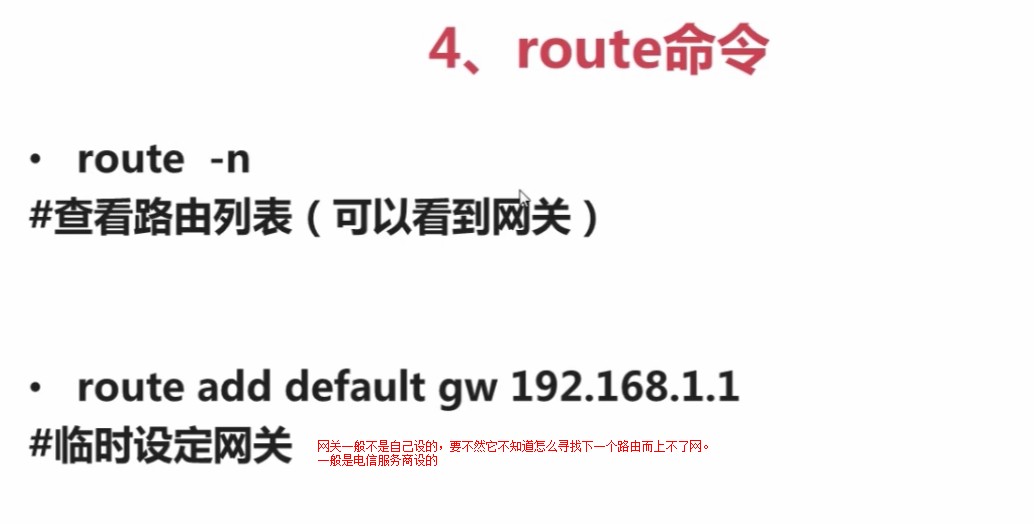 4、route命令
• route -n
#查看路由列表（可以看到网关）
• route add default gw 192.168.1.1
#临时设定网关
网关一般不是自己设的，要不然它不知道怎么寻找下一个路由而上不了网。
一般是电信服务商设的